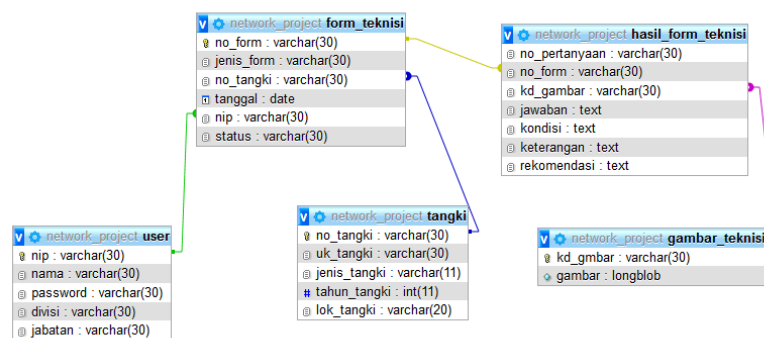 network_project form_teknisi
no_form : varchar(30)
jenis_form : varchar(30)
no_tangki : varchar(30)
tanggal : date
nip : varchar(30)
status : varchar(30)
network_project hasil_form_teknisi
no_pertanyaan : varchar(30)
no_form : varchar(30)
kd_gambar : varchar(30)
jawaban : text
kondisi : text
keterangan : text
rekomendasi : text
network_project user
nip : varchar(30)
nama : varchar(30)
password : varchar(30)
divisi : varchar(30)
jabatan : varchar(30)
network_project tangki
no_tangki : varchar(30)
uk_tangki : varchar(30)
jenis_tangki : varchar(11)
# tahun_tangki : int(11)
lok_tangki : varchar(20)
network_project gambar_teknisi
kd_gmbar : varchar(30)
gambar : longblob